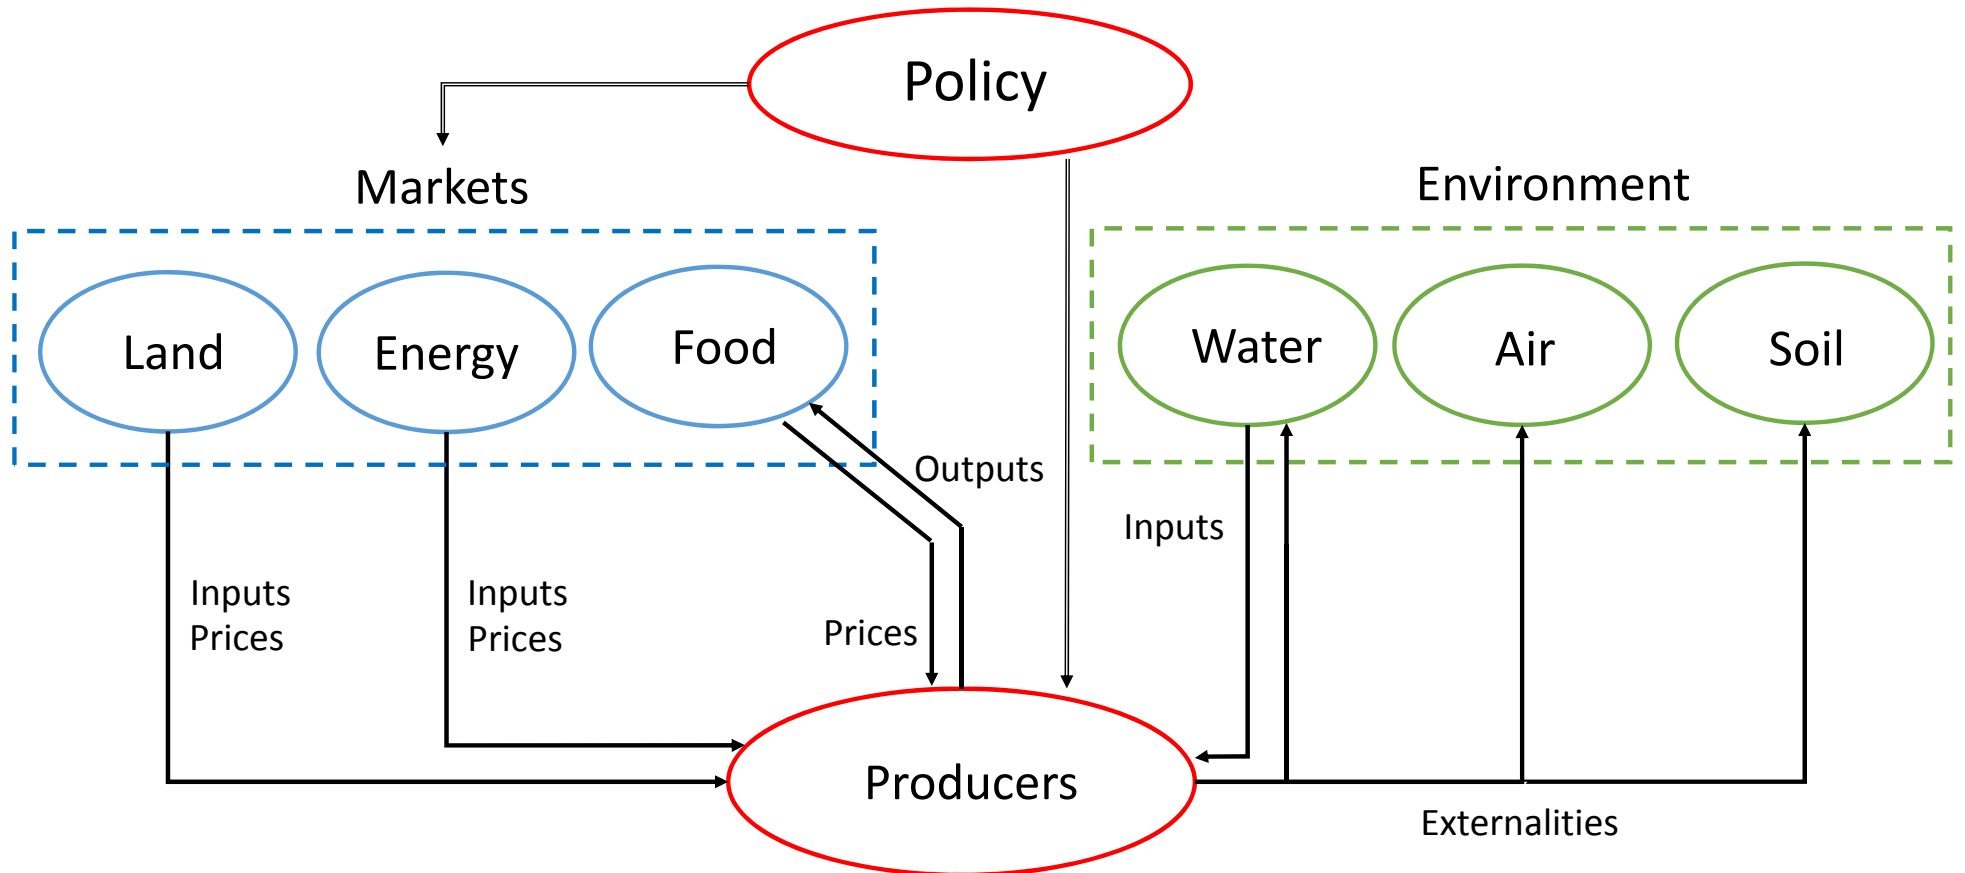 Policy
Markets
Environment
Land
Energy
Food
Water
Air
Soil
Outputs
Inputs
Inputs
Prices
Inputs
Prices
Prices
Producers
Externalities